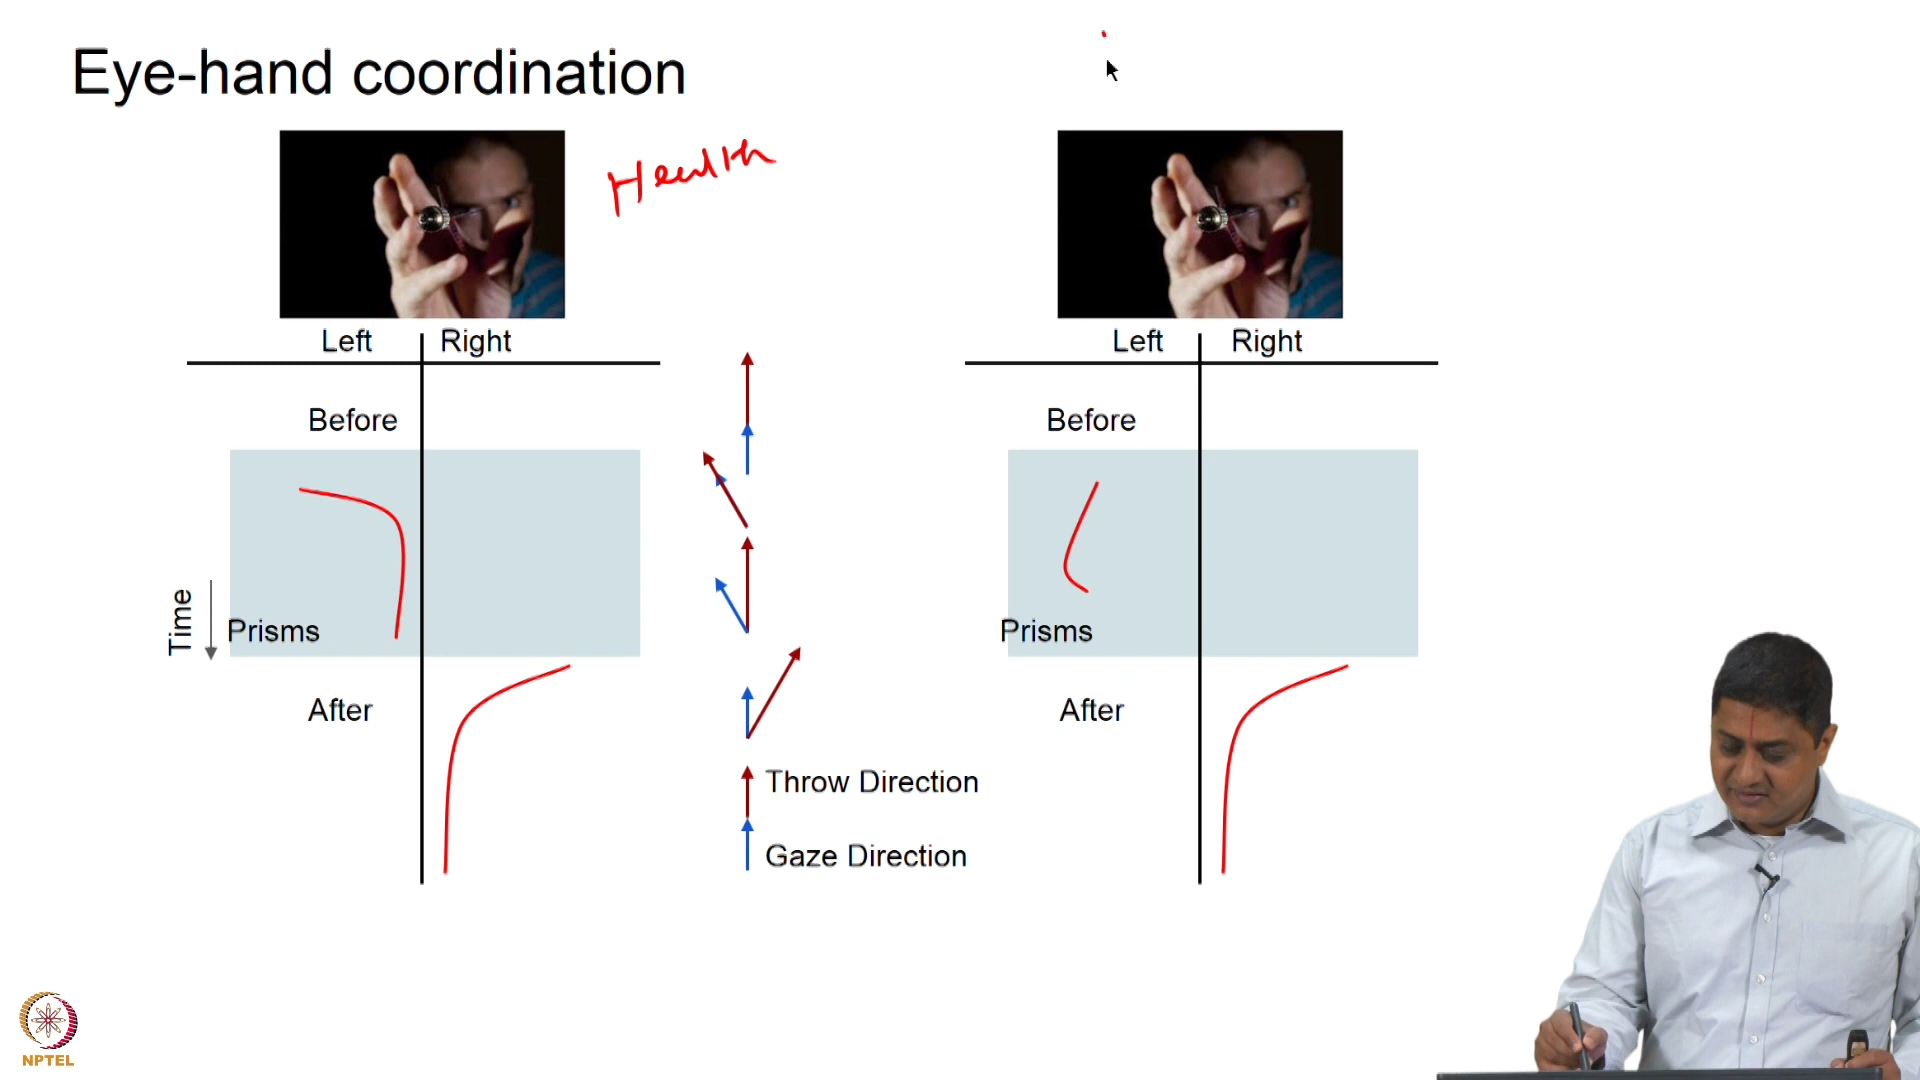 Eye-hand coordination
Health
Left Right
Before
Time
Prisms
After
Throw Direction
Gaze Direction
Left Right
Before
Prisms
After
NPTEL